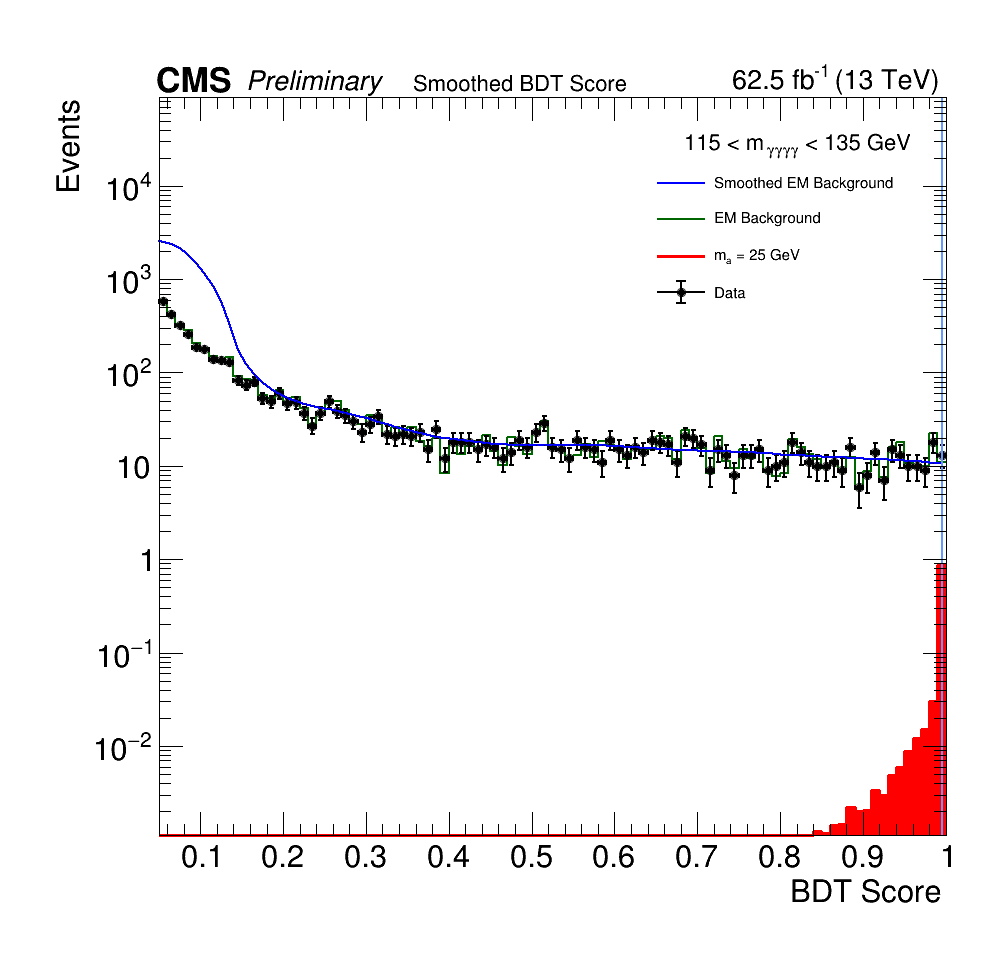 CMS Preliminary Smoothed BDT Score 62.5 fb⁻¹ (13 TeV)
Events
115 < m γγγγ < 135 GeV
Smoothed EM Background
EM Background
mₐ = 25 GeV
Data
10⁴
10³
10²
10
1
10⁻¹
10⁻²
0.1 0.2 0.3 0.4 0.5 0.6 0.7 0.8 0.9 1
BDT Score